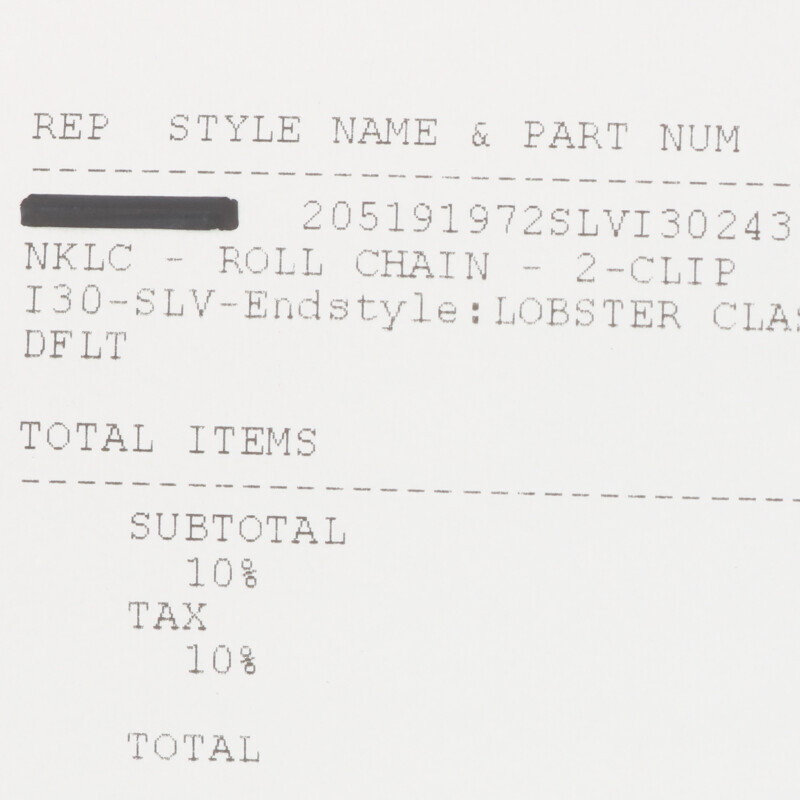 REP STYLE NAME & PART NUM
205191972SLVI30243
NKLC - ROLL CHAIN - 2-CLIP
I30-SLV-Endstyle:LOBSTER CLAS
DFLT
TOTAL ITEMS
SUBTOTAL
10%
TAX
10%
TOTAL